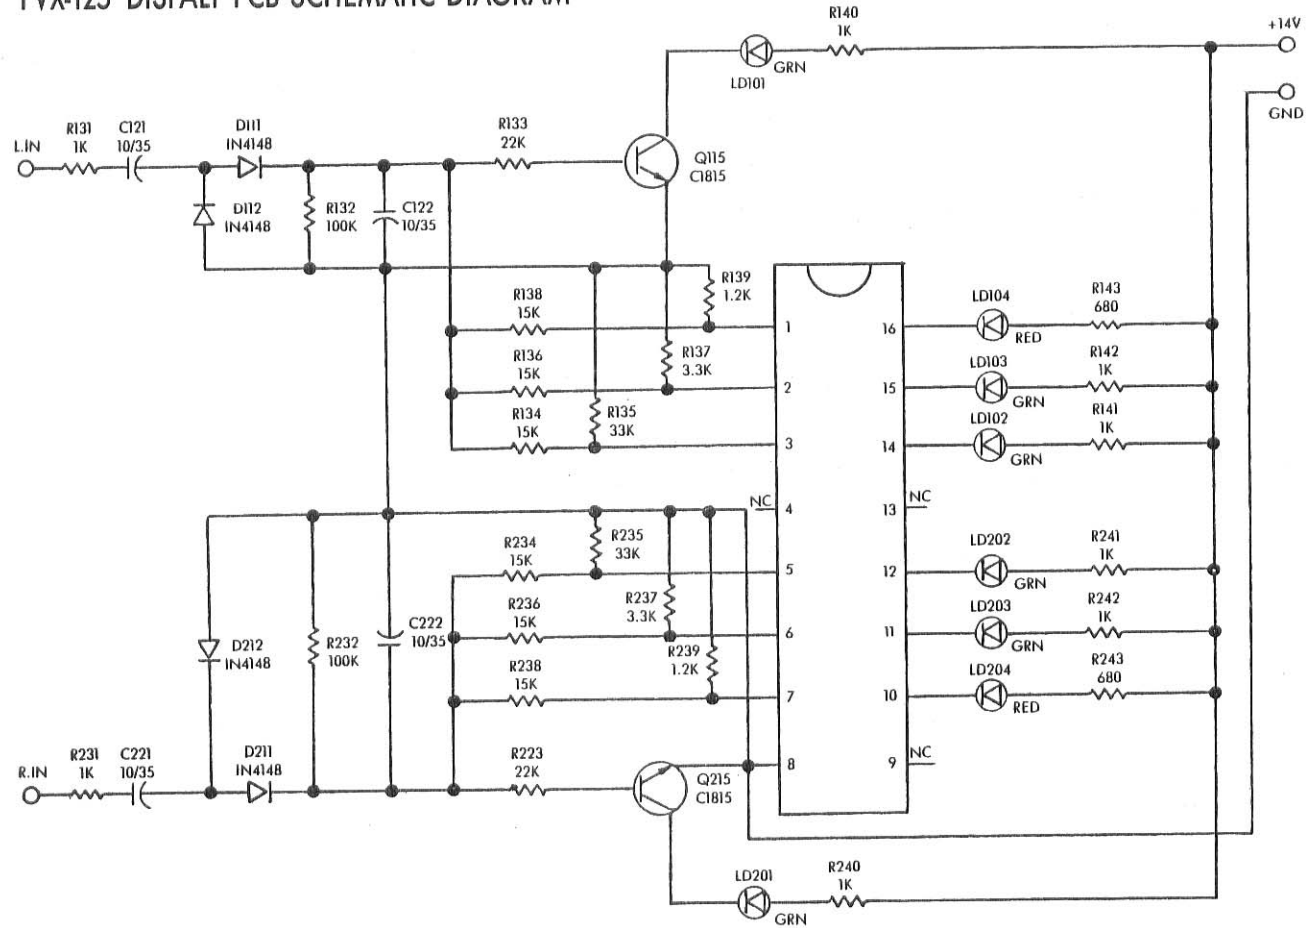 PVX-125 DISPALY PCB SCHEMATIC DIAGRAM
R140
1K
+14V
GRN
LD101
GND
L.IN
R131
1K
C121
10/35
D111
IN4148
R133
22K
Q115
C1815
D112
IN4148
R132
100K
C122
10/35
R139
1.2K
R138
15K
1
16
LD104
RED
R143
680
R137
3.3K
R136
15K
2
15
LD103
GRN
R142
1K
R134
15K
R135
33K
3
14
LD102
GRN
R141
1K
NC
4
13
NC
R234
15K
R235
33K
5
12
LD202
GRN
R241
1K
R236
15K
R237
3.3K
6
11
LD203
GRN
R242
1K
D212
IN4148
R232
100K
C222
10/35
R238
15K
R239
1.2K
7
10
LD204
RED
R243
680
R.IN
R231
1K
C221
10/35
D211
IN4148
R223
22K
Q215
C1815
8
9
NC
LD201
GRN
R240
1K